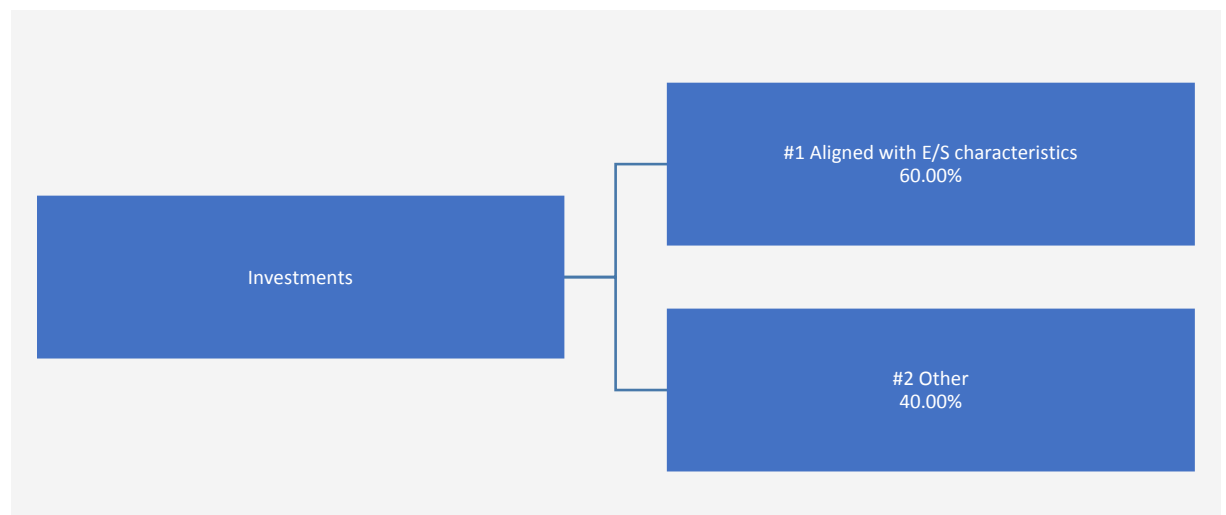 Investments
#1 Aligned with E/S characteristics
60.00%
#2 Other
40.00%